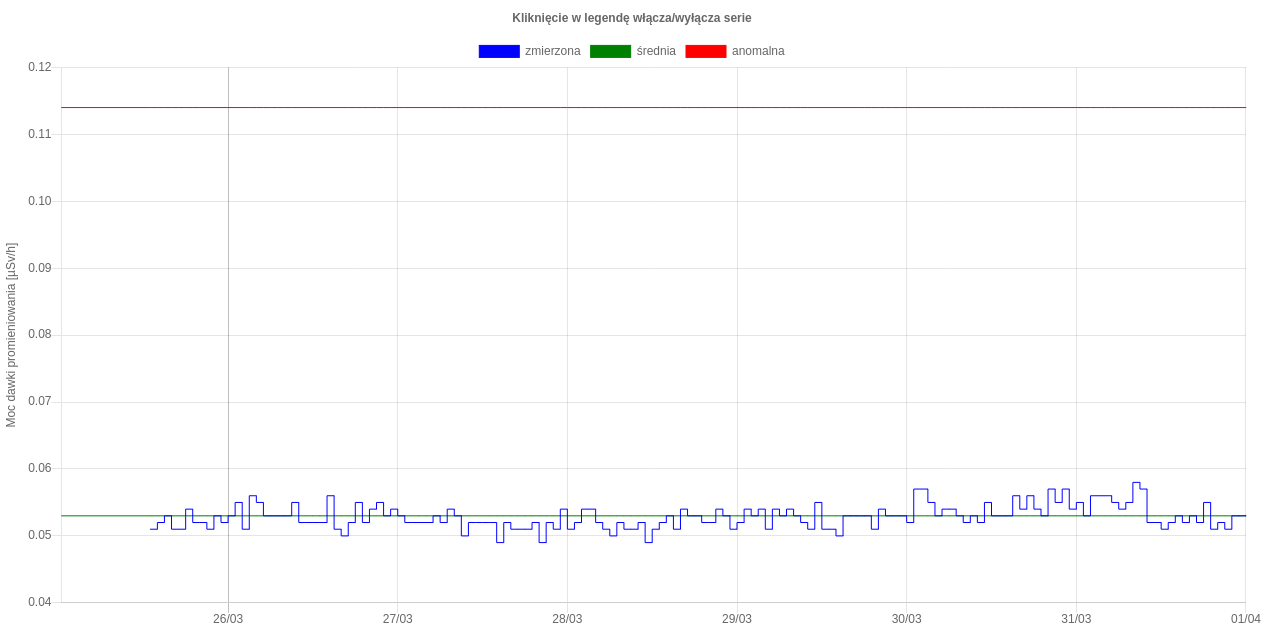 Kliknięcie w legendę włącza/wyłącza serie
zmierzona średnia anomalna
Moc dawki promieniowania [µSv/h]
0.12
0.11
0.10
0.09
0.08
0.07
0.06
0.05
0.04
26/03 27/03 28/03 29/03 30/03 31/03 01/04